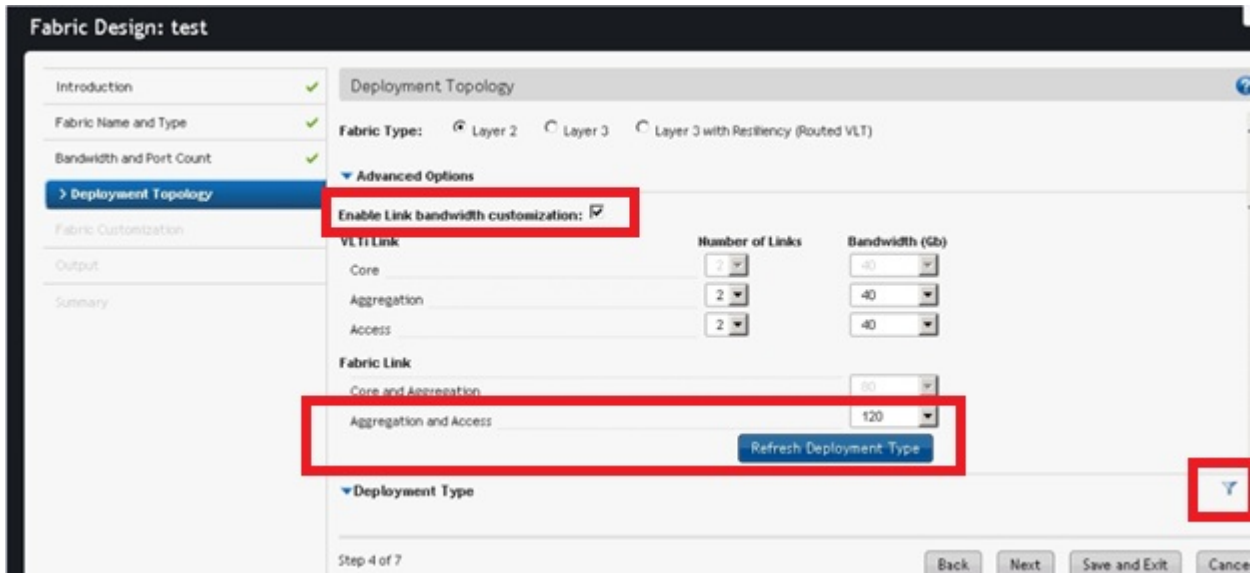 Fabric Design: test
Introduction
Fabric Name and Type
Bandwidth and Port Count
> Deployment Topology
Fabric Customization
Output
Summary
Deployment Topology
Fabric Type: Layer 2 Layer 3 Layer 3 with Resiliency (Routed VLT)
Advanced Options
Enable Link bandwidth customization:
VLTi Link Number of Links Bandwidth (Gb)
Core 2 40
Aggregation 2 40
Access 2 40
Fabric Link
Core and Aggregation 80
Aggregation and Access 120
Refresh Deployment Type
Deployment Type
Step 4 of 7
Back Next Save and Exit Cance